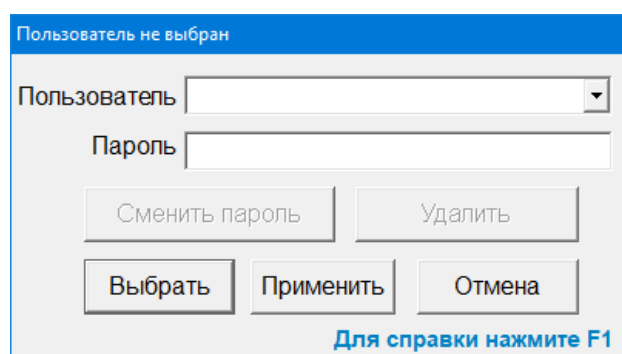 Пользователь не выбран
Пользователь
Пароль
Сменить пароль Удалить
Выбрать Применить Отмена
Для справки нажмите F1